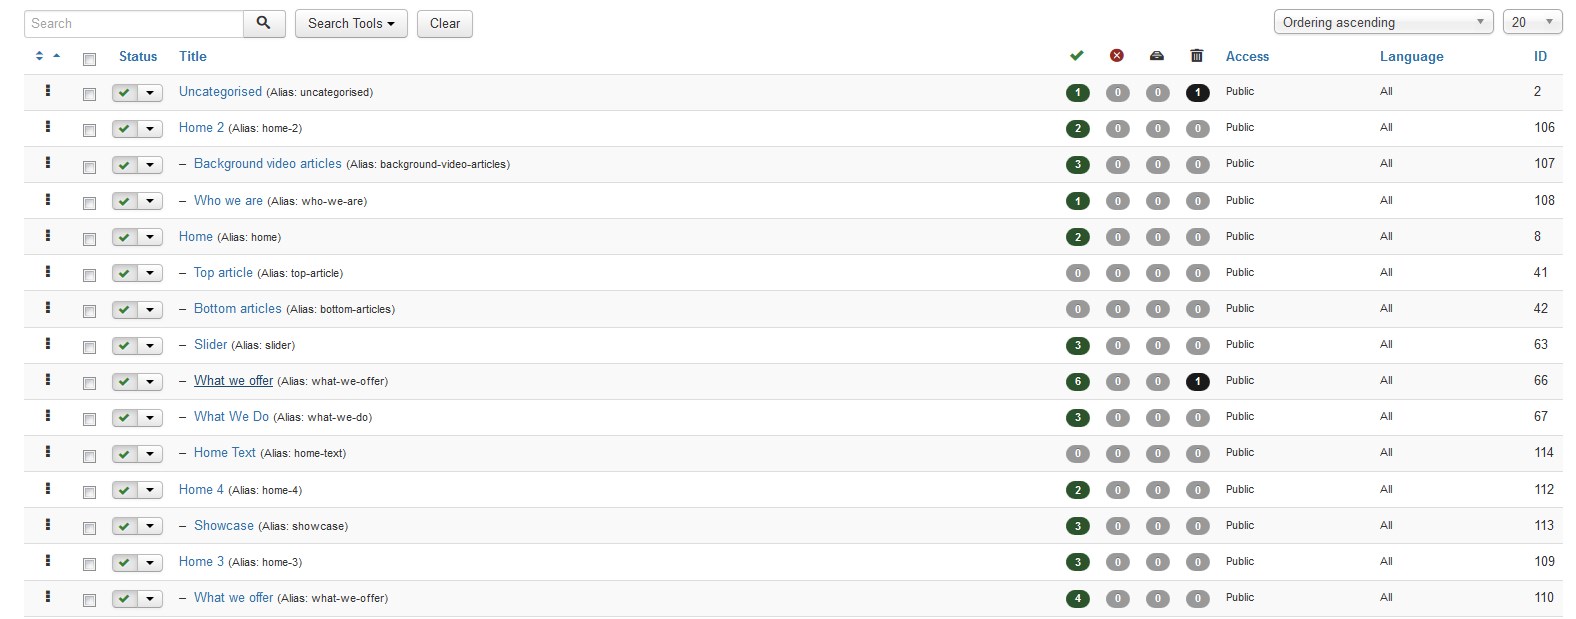 Search Search Tools Clear Ordering ascending 20
Status Title Access Language ID
Uncategorised (Alias: uncategorised) 1 0 0 1 Public All 2
Home 2 (Alias: home-2) 2 0 0 0 Public All 106
– Background video articles (Alias: background-video-articles) 3 0 0 0 Public All 107
– Who we are (Alias: who-we-are) 1 0 0 0 Public All 108
Home (Alias: home) 2 0 0 0 Public All 8
– Top article (Alias: top-article) 0 0 0 0 Public All 41
– Bottom articles (Alias: bottom-articles) 0 0 0 0 Public All 42
– Slider (Alias: slider) 3 0 0 0 Public All 63
– What we offer (Alias: what-we-offer) 6 0 0 1 Public All 66
– What We Do (Alias: what-we-do) 3 0 0 0 Public All 67
– Home Text (Alias: home-text) 0 0 0 0 Public All 114
Home 4 (Alias: home-4) 2 0 0 0 Public All 112
– Showcase (Alias: showcase) 3 0 0 0 Public All 113
Home 3 (Alias: home-3) 3 0 0 0 Public All 109
– What we offer (Alias: what-we-offer) 4 0 0 0 Public All 110